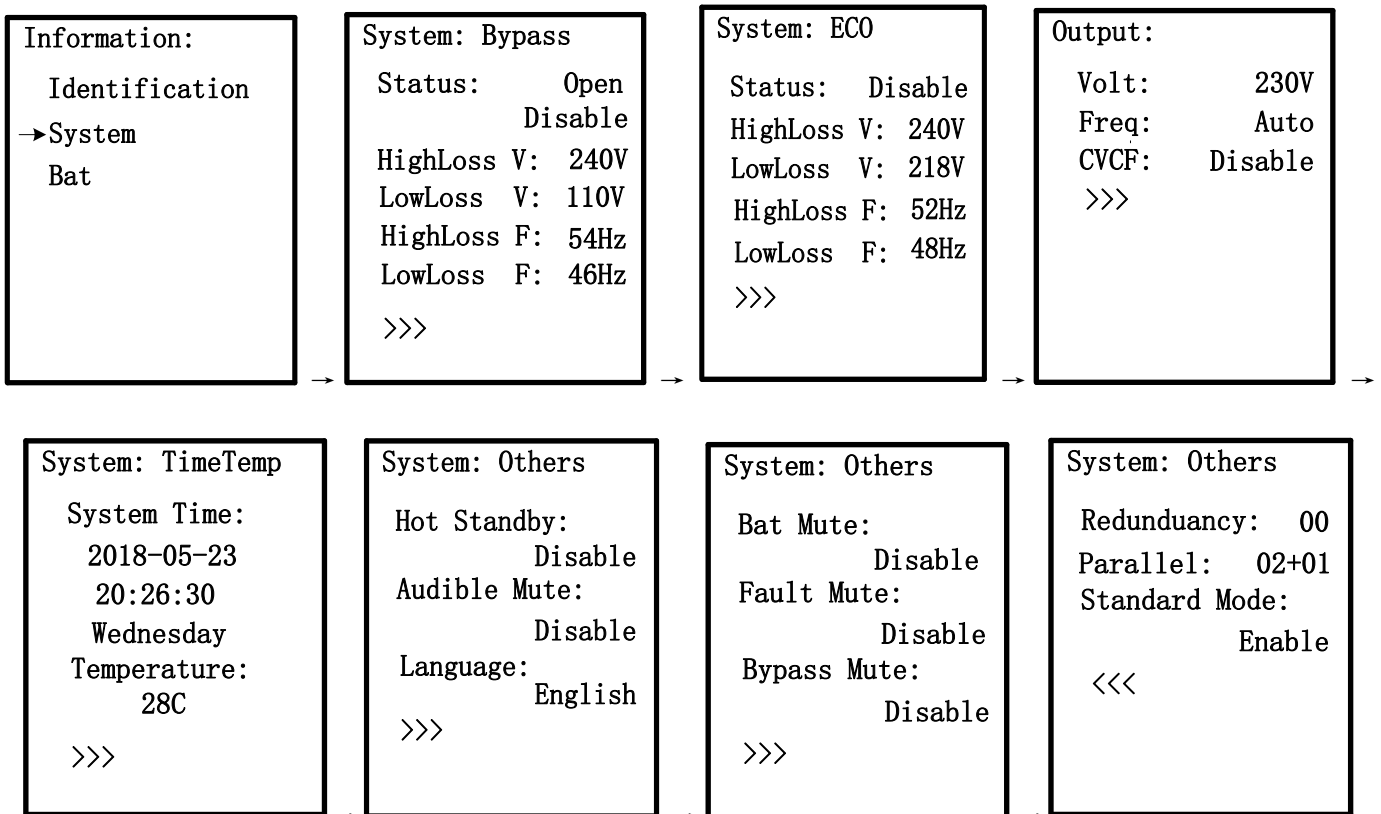 Information:
Identification
→System
Bat
→
System: Bypass
Status: Open
Disable
HighLoss V: 240V
LowLoss V: 110V
HighLoss F: 54Hz
LowLoss F: 46Hz
>>>
→
System: ECO
Status: Disable
HighLoss V: 240V
LowLoss V: 218V
HighLoss F: 52Hz
LowLoss F: 48Hz
>>>
→
Output:
Volt: 230V
Freq: Auto
CVCF: Disable
>>>
→
System: TimeTemp
System Time:
2018-05-23
20:26:30
Wednesday
Temperature:
28C
>>>
System: Others
Hot Standby:
Disable
Audible Mute:
Disable
Language:
English
>>>
System: Others
Bat Mute:
Disable
Fault Mute:
Disable
Bypass Mute:
Disable
>>>
System: Others
Redunduancy: 00
Parallel: 02+01
Standard Mode:
Enable
<<<